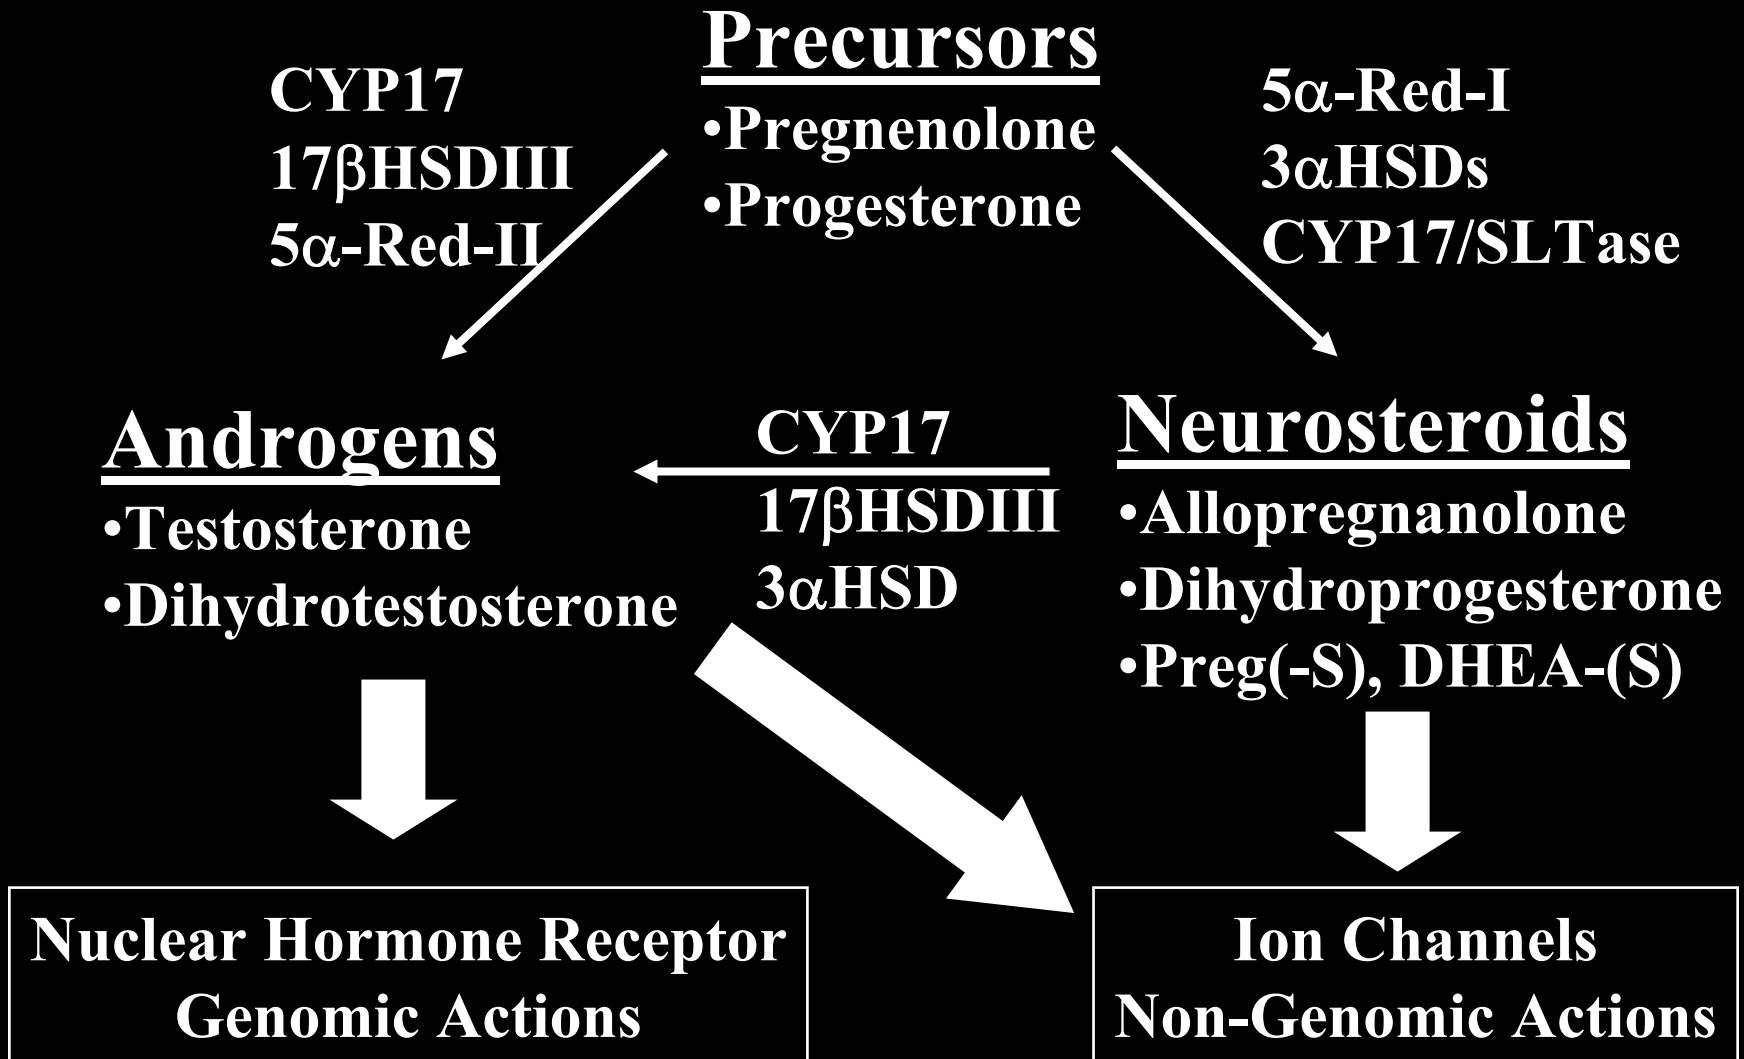 Precursors
•Pregnenolone
•Progesterone
CYP17
17βHSDIII
5α-Red-II
5α-Red-I
3αHSDs
CYP17/SLTase
Androgens
•Testosterone
•Dihydrotestosterone
CYP17
17βHSDIII
3αHSD
Neurosteroids
•Allopregnanolone
•Dihydroprogesterone
•Preg(-S), DHEA-(S)
Nuclear Hormone Receptor
Genomic Actions
Ion Channels
Non-Genomic Actions